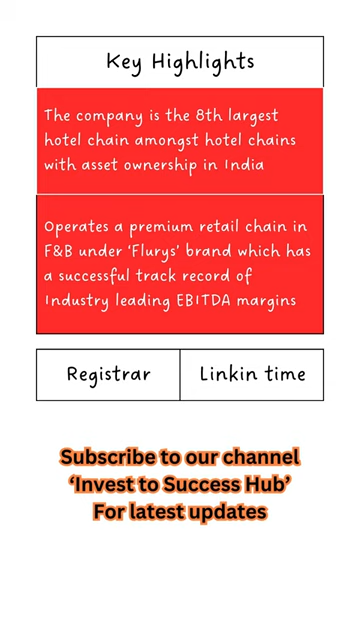 Key Highlights
The company is the 8th largest
hotel chain amongst hotel chains
with asset ownership in India
Operates a premium retail chain in
F&B under ‘Flurys’ brand which has
a successful track record of
Industry leading EBITDA margins
Registrar
Linkin time
Subscribe to our channel
‘Invest to Success Hub’
For latest updates